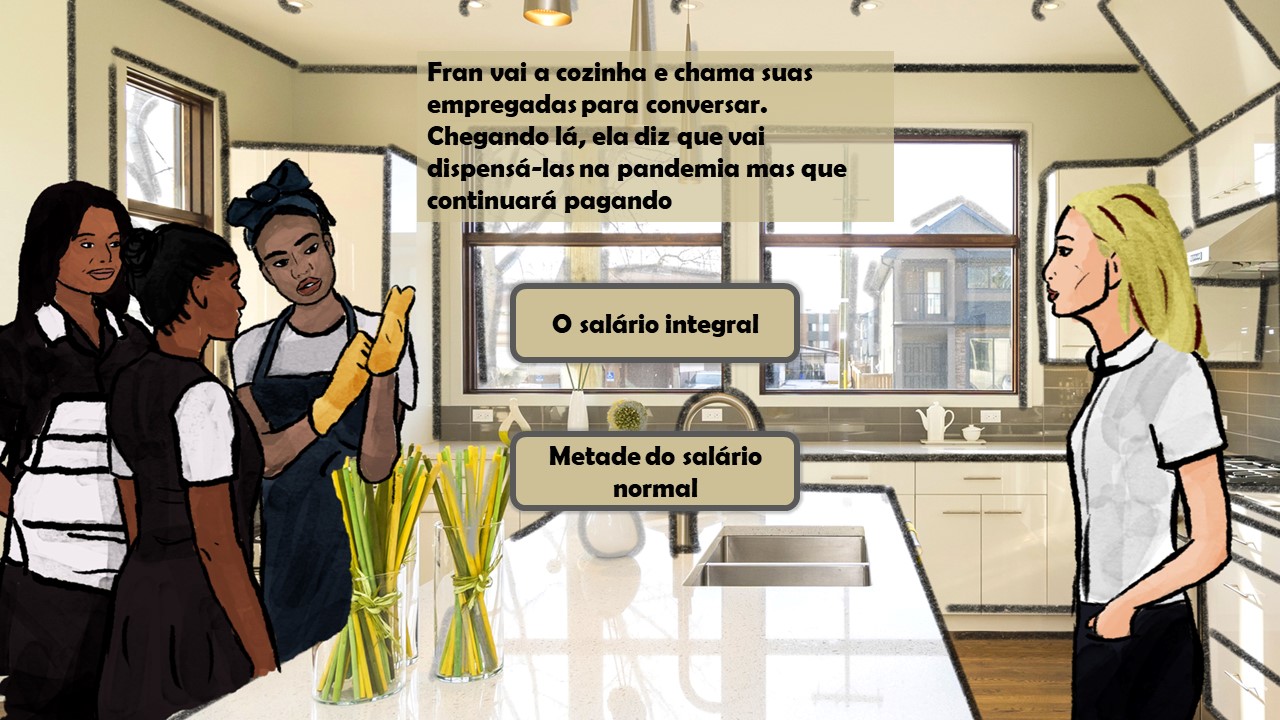 Fran vai a cozinha e chama suas
empregadas para conversar.
Chegando lá, ela diz que vai
dispensá-las na pandemia mas que
continuará pagando
O salário integral
Metade do salário
normal